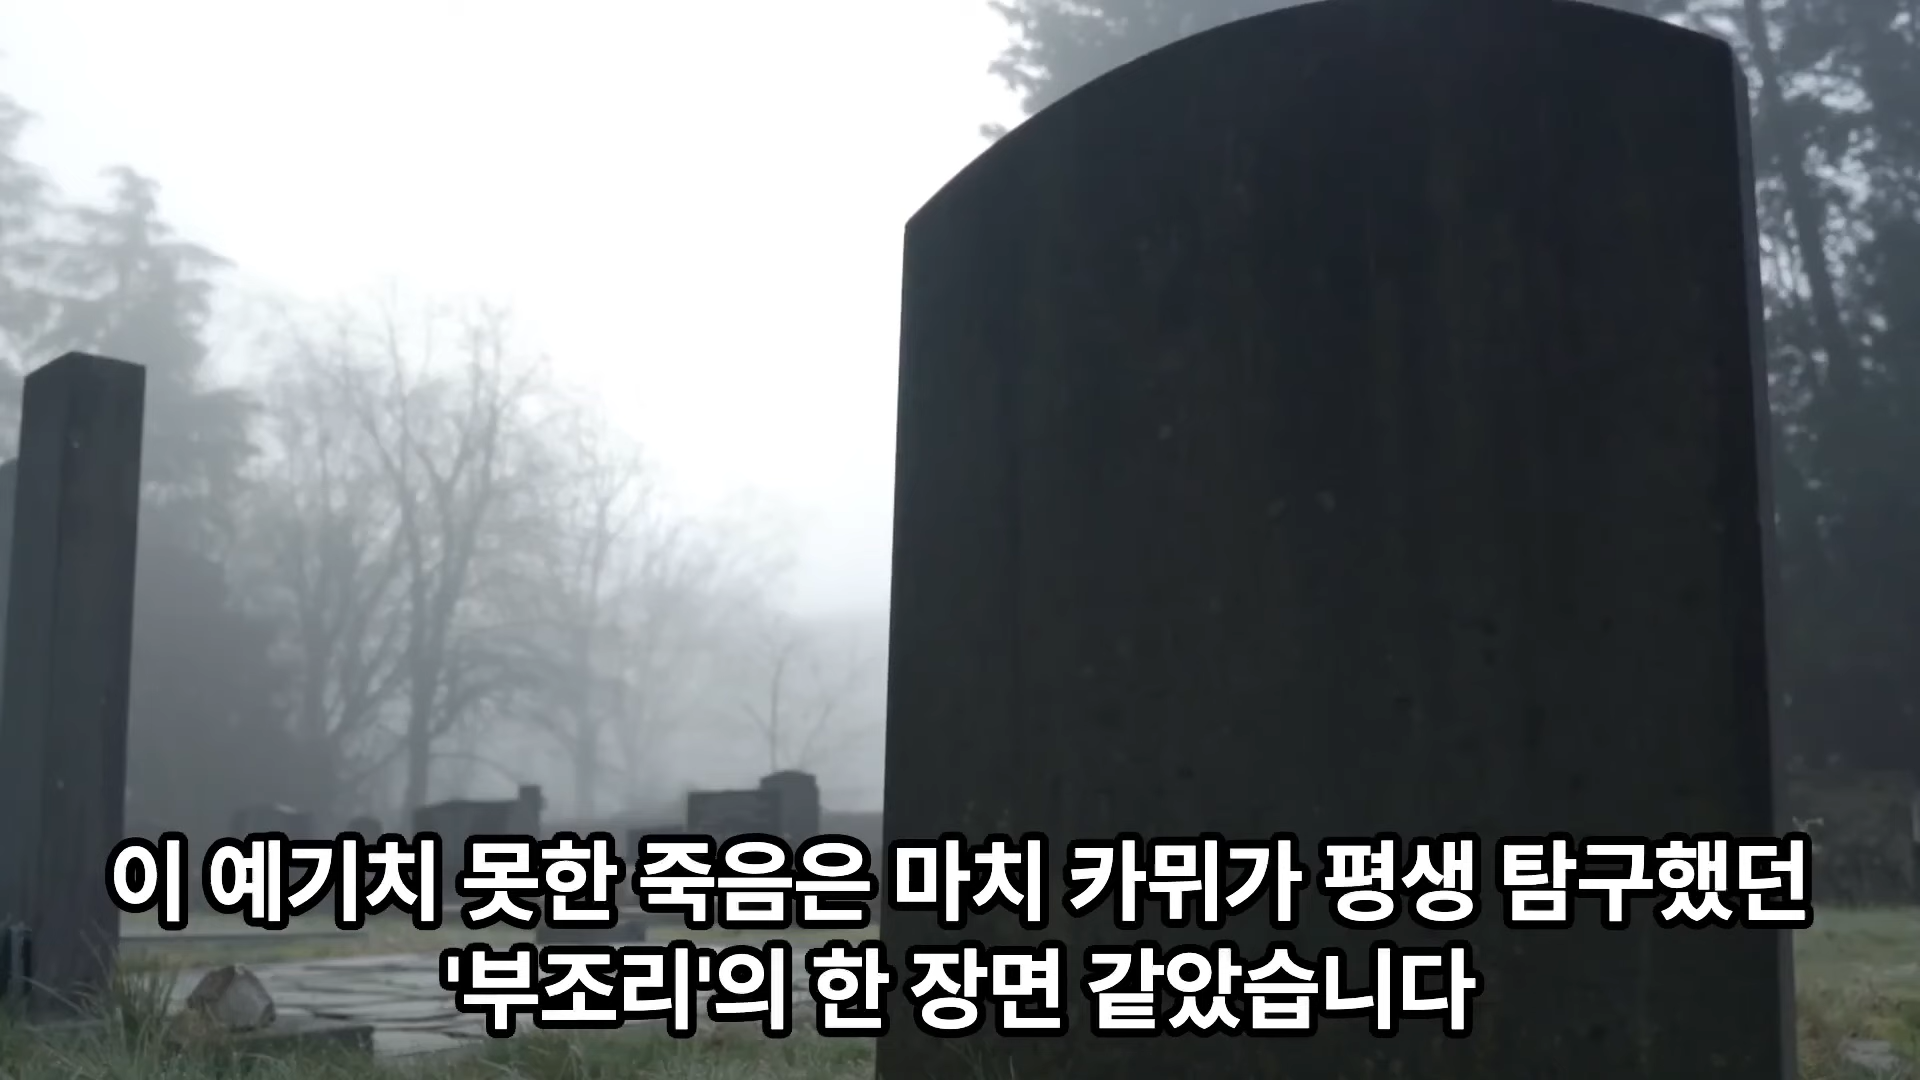 이 예기치 못한 죽음은 마치 카뮈가 평생 탐구했던
'부조리'의 한 장면 같았습니다